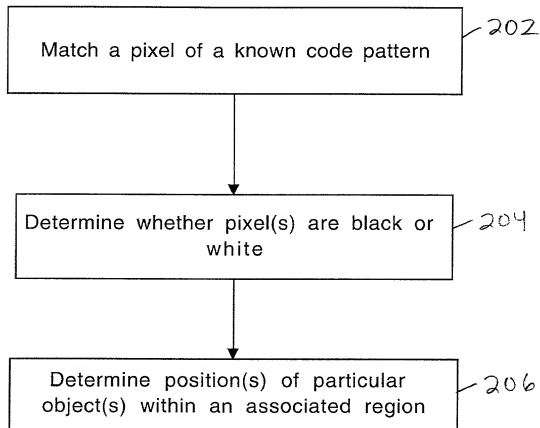 Match a pixel of a known code pattern
202
Determine whether pixel(s) are black or
white
204
Determine position(s) of particular
object(s) within an associated region
206